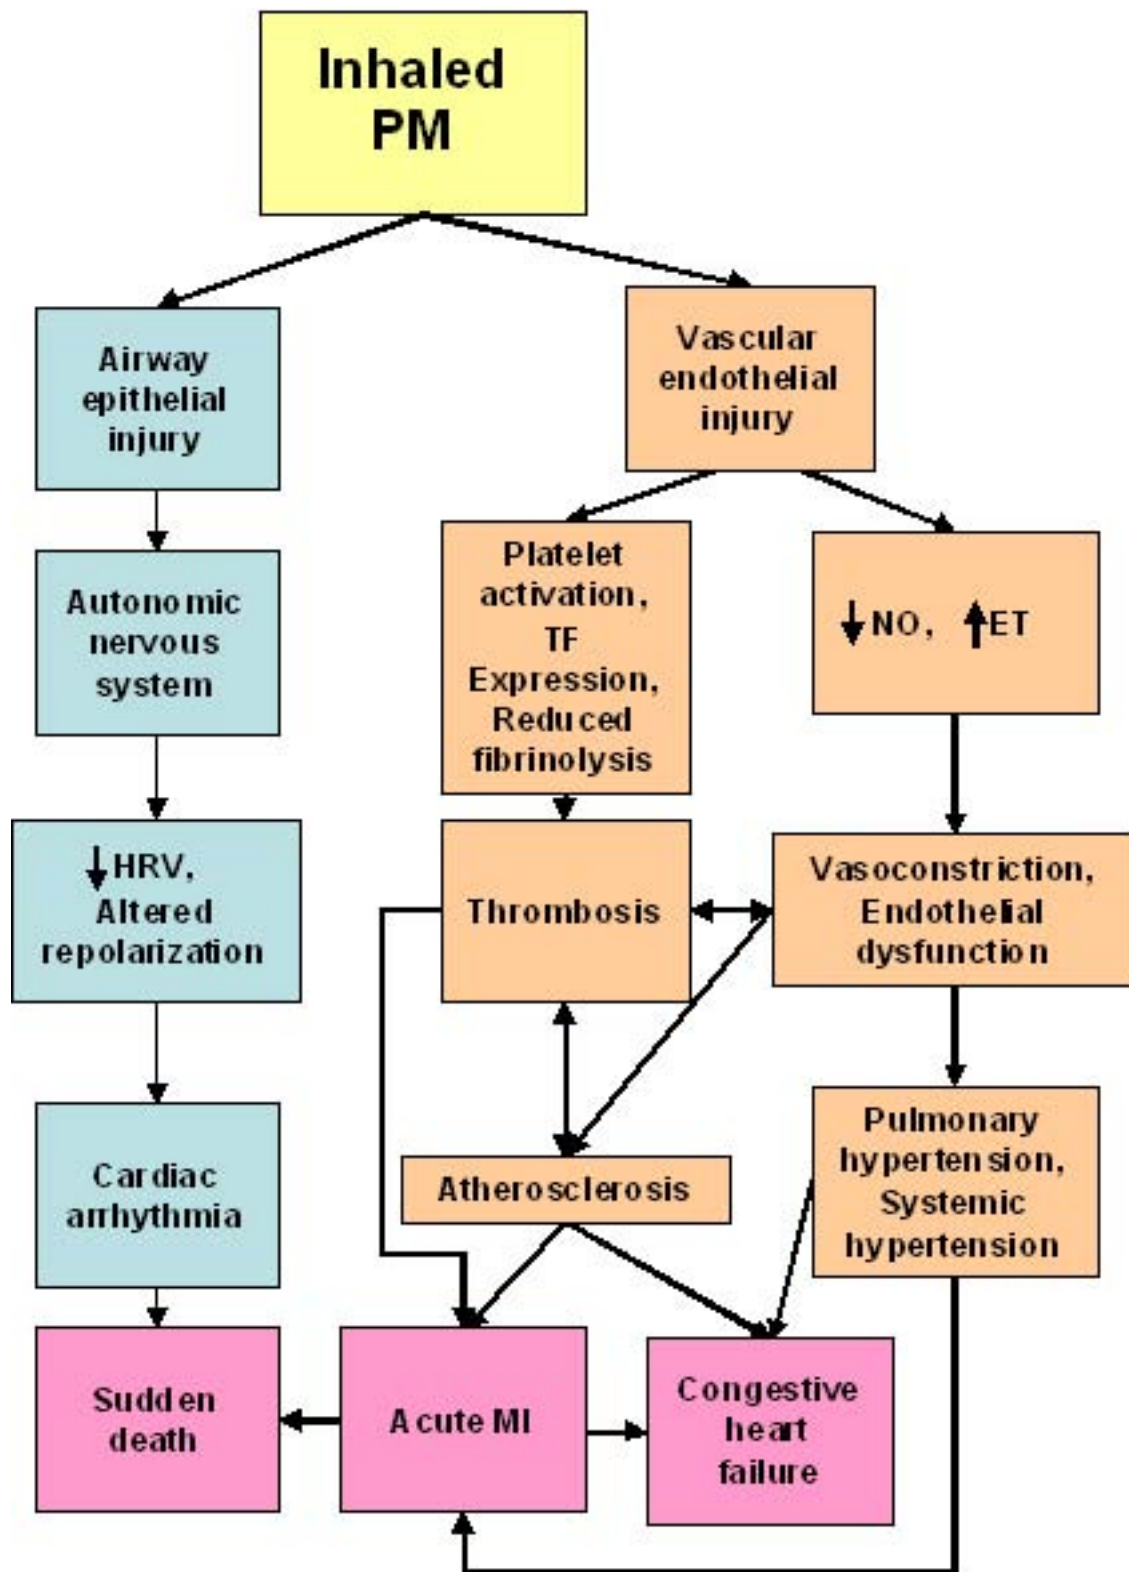 Inhaled
PM
Airway
epithelial
injury
Vascular
endothelial
injury
Autonomic
nervous
system
Platelet
activation,
TF
Expression,
Reduced
fibrinolysis
↓NO, ↑ET
↓HRV,
Altered
repolarization
Thrombosis
Vasoconstriction,
Endothelial
dysfunction
Cardiac
arrhythmia
Atherosclerosis
Pulmonary
hypertension,
Systemic
hypertension
Sudden
death
Acute MI
Congestive
heart
failure